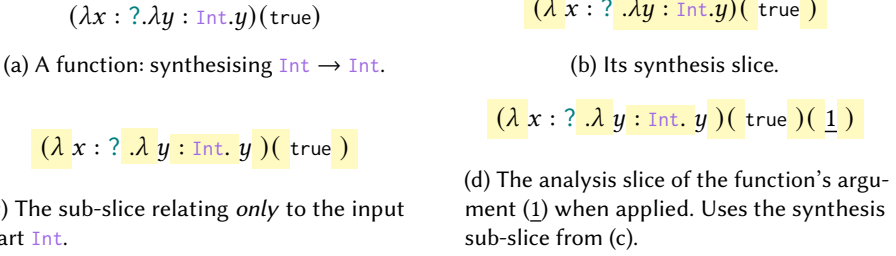 (λx : ?.λy : Int.y)(true)
(a) A function: synthesising Int → Int.
(λ x : ? .λy : Int.y)( true )
(b) Its synthesis slice.
(λ x : ? .λ y : Int. y )( true )
) The sub-slice relating only to the input
art Int.
(λ x : ? .λ y : Int. y )( true )( 1 )
(d) The analysis slice of the function's argu-
ment (1) when applied. Uses the synthesis
sub-slice from (c).